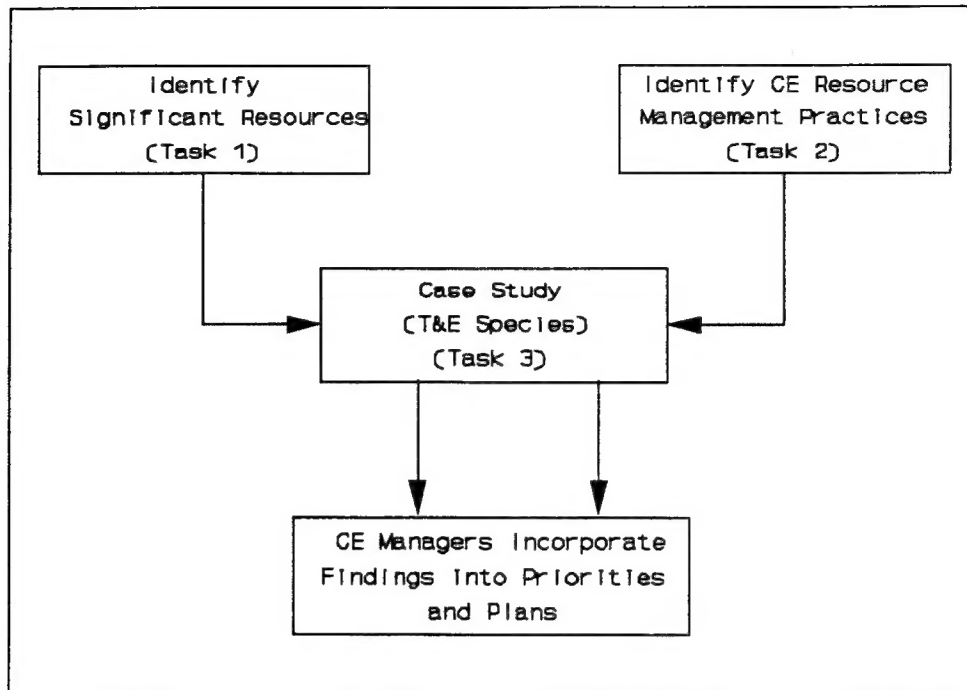 Identify
Significant Resources
(Task 1)
Identify CE Resource
Management Practices
(Task 2)
Case Study
(T&E Species)
(Task 3)
CE Managers Incorporate
Findings into Priorities
and Plans